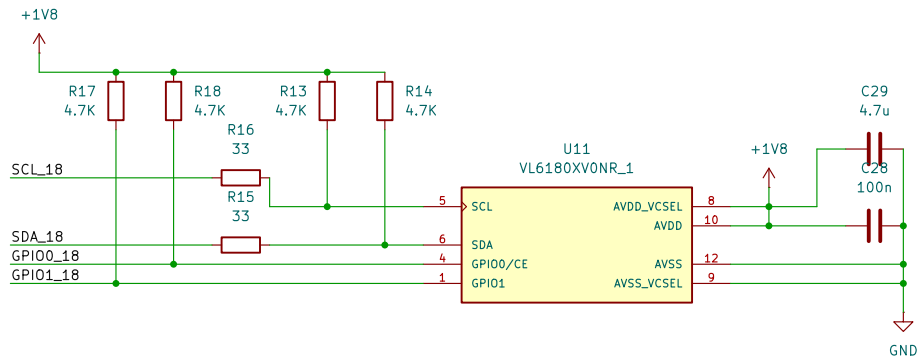 +1V8
R17
4.7K
R18
4.7K
R13
4.7K
R14
4.7K
C29
4.7u
R16
33
U11
VL6180XV0NR_1
+1V8
SCL_18
C28
100n
R15
33
5
SCL
AVDD_VCSEL
8
AVDD
10
SDA_18
6
SDA
GPIO0_18
4
GPIO0/CE
AVSS
12
GPIO1_18
1
GPIO1
AVSS_VCSEL
9
GND